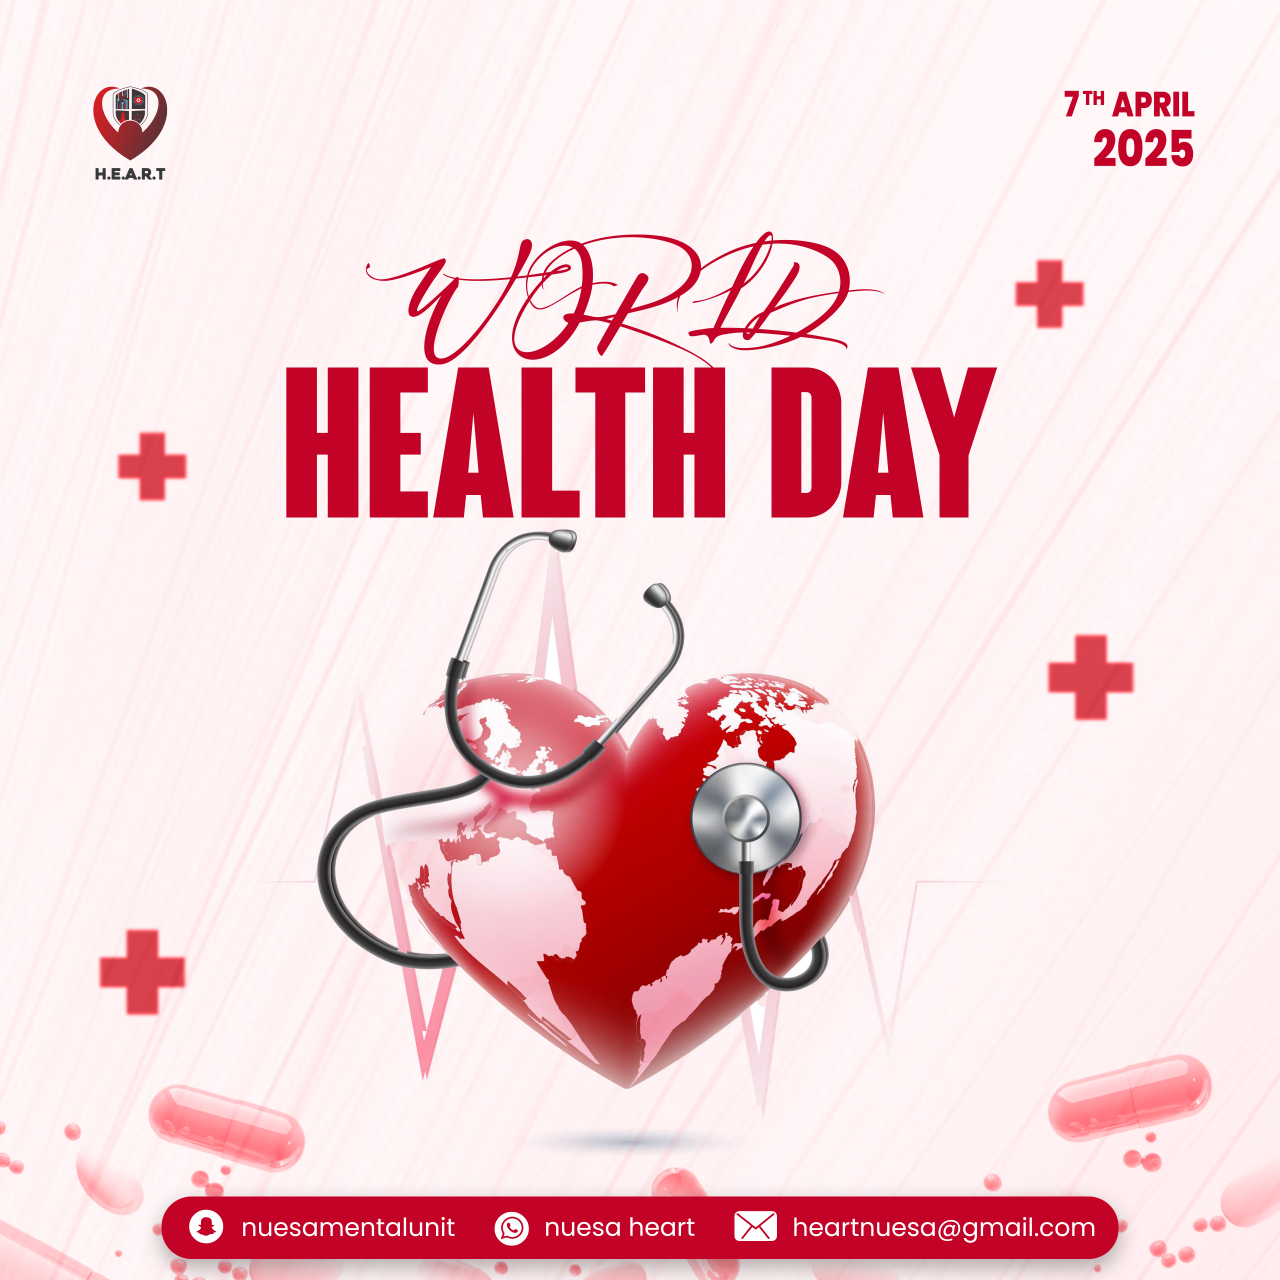 H.E.A.R.T
7TH APRIL
2025
WORLD
HEALTH DAY
nuesamentalunit
nuesa heart
heartnuesa@gmail.com